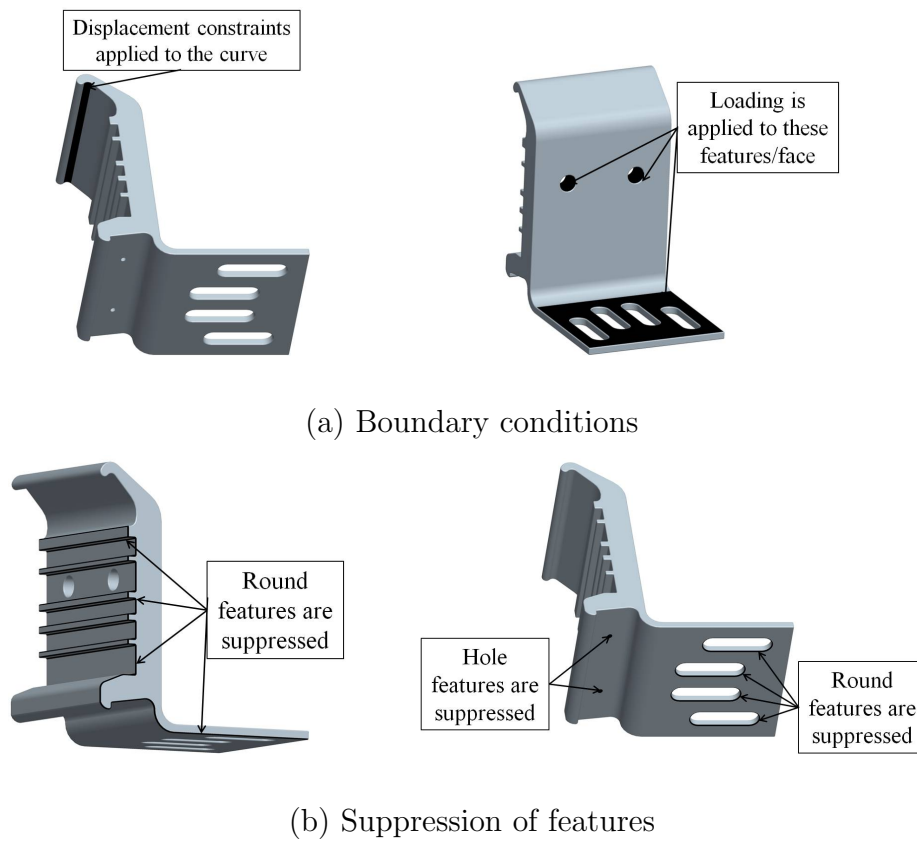 Displacement constraints
applied to the curve
Loading is
applied to these
features/face
(a) Boundary conditions
Round
features are
suppressed
Hole
features are
suppressed
Round
features are
suppressed
(b) Suppression of features